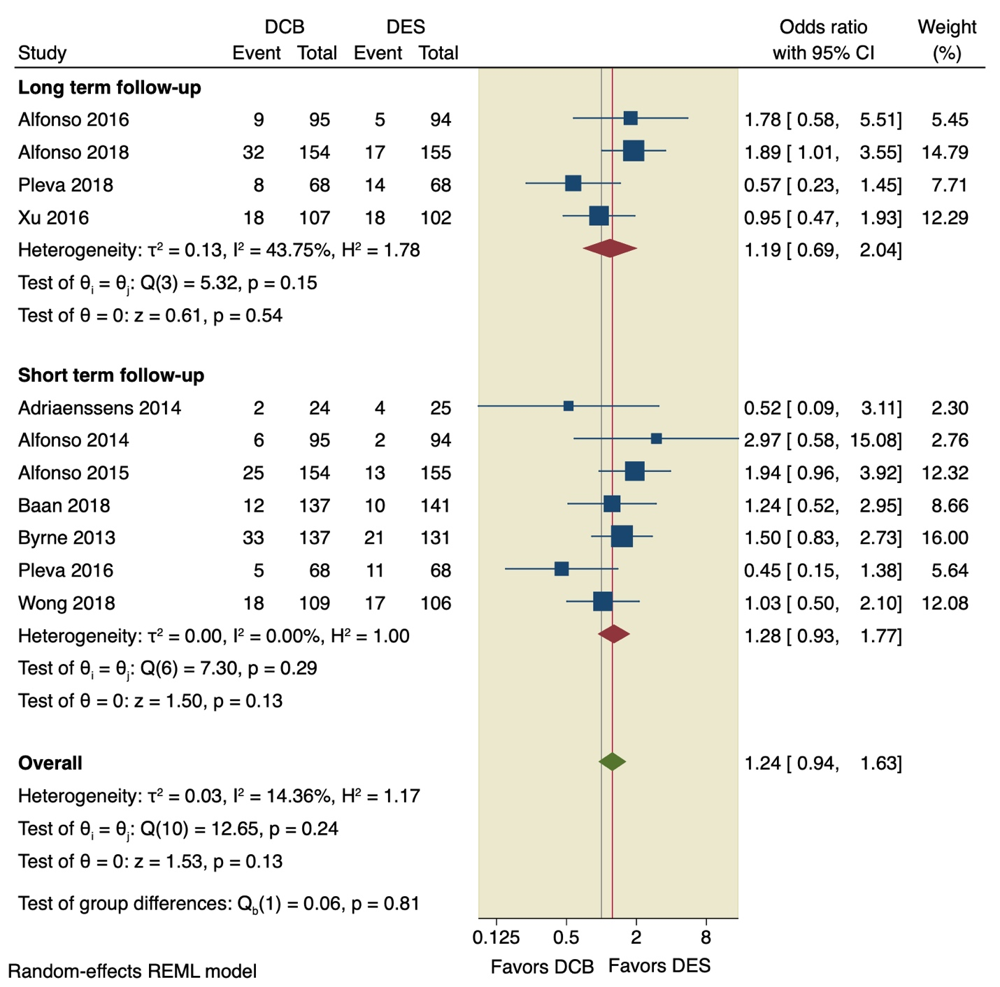 DCB DES Odds ratio Weight
Study Event Total Event Total with 95% CI (%)
Long term follow-up
Alfonso 2016 9 95 5 94 1.78 [ 0.58, 5.51] 5.45
Alfonso 2018 32 154 17 155 1.89 [ 1.01, 3.55] 14.79
Pleva 2018 8 68 14 68 0.57 [ 0.23, 1.45] 7.71
Xu 2016 18 107 18 102 0.95 [ 0.47, 1.93] 12.29
Heterogeneity: τ² = 0.13, I² = 43.75%, H² = 1.78 1.19 [ 0.69, 2.04]
Test of θᵢ = θⱼ: Q(3) = 5.32, p = 0.15
Test of θ = 0: z = 0.61, p = 0.54
Short term follow-up
Adriaenssens 2014 2 24 4 25 0.52 [ 0.09, 3.11] 2.30
Alfonso 2014 6 95 2 94 2.97 [ 0.58, 15.08] 2.76
Alfonso 2015 25 154 13 155 1.94 [ 0.96, 3.92] 12.32
Baan 2018 12 137 10 141 1.24 [ 0.52, 2.95] 8.66
Byrne 2013 33 137 21 131 1.50 [ 0.83, 2.73] 16.00
Pleva 2016 5 68 11 68 0.45 [ 0.15, 1.38] 5.64
Wong 2018 18 109 17 106 1.03 [ 0.50, 2.10] 12.08
Heterogeneity: τ² = 0.00, I² = 0.00%, H² = 1.00 1.28 [ 0.93, 1.77]
Test of θᵢ = θⱼ: Q(6) = 7.30, p = 0.29
Test of θ = 0: z = 1.50, p = 0.13
Overall 1.24 [ 0.94, 1.63]
Heterogeneity: τ² = 0.03, I² = 14.36%, H² = 1.17
Test of θᵢ = θⱼ: Q(10) = 12.65, p = 0.24
Test of θ = 0: z = 1.53, p = 0.13
Test of group differences: Q_b(1) = 0.06, p = 0.81
0.125 0.5 2 8
Favors DCB Favors DES
Random-effects REML model